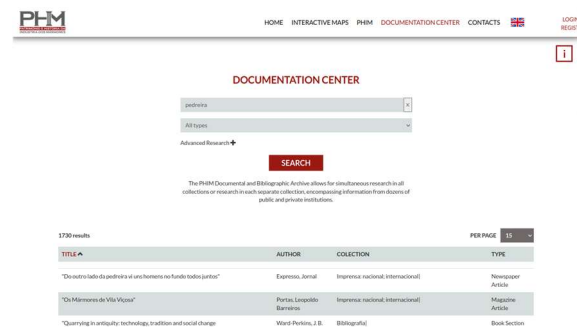 PHIM
HOME INTERACTIVE MAPS PHIM DOCUMENTATION CENTER CONTACTS
LOGIN
REGIST
i
DOCUMENTATION CENTER
pedreira x
All types
Advanced Research +
SEARCH
The PHIM Documental and Bibliographic Archive allows for simultaneous research in all
collections or research in each separate collection, encompassing information from dozens of
public and private institutions.
1730 results PER PAGE 15
TITLE AUTHOR COLECTION TYPE
"Do outro lado da pedreira vi uns homens no fundo todos juntos" Expresso, Jornal Imprensa: nacional; internacional| Newspaper
Article
"Os Mármores de Vila Viçosa" Portas, Leopoldo Imprensa: nacional; internacional| Magazine
Barreiros Article
"Quarrying in antiquity: technology, tradition and social change Ward-Perkins, J. B. Bibliografia| Book Section